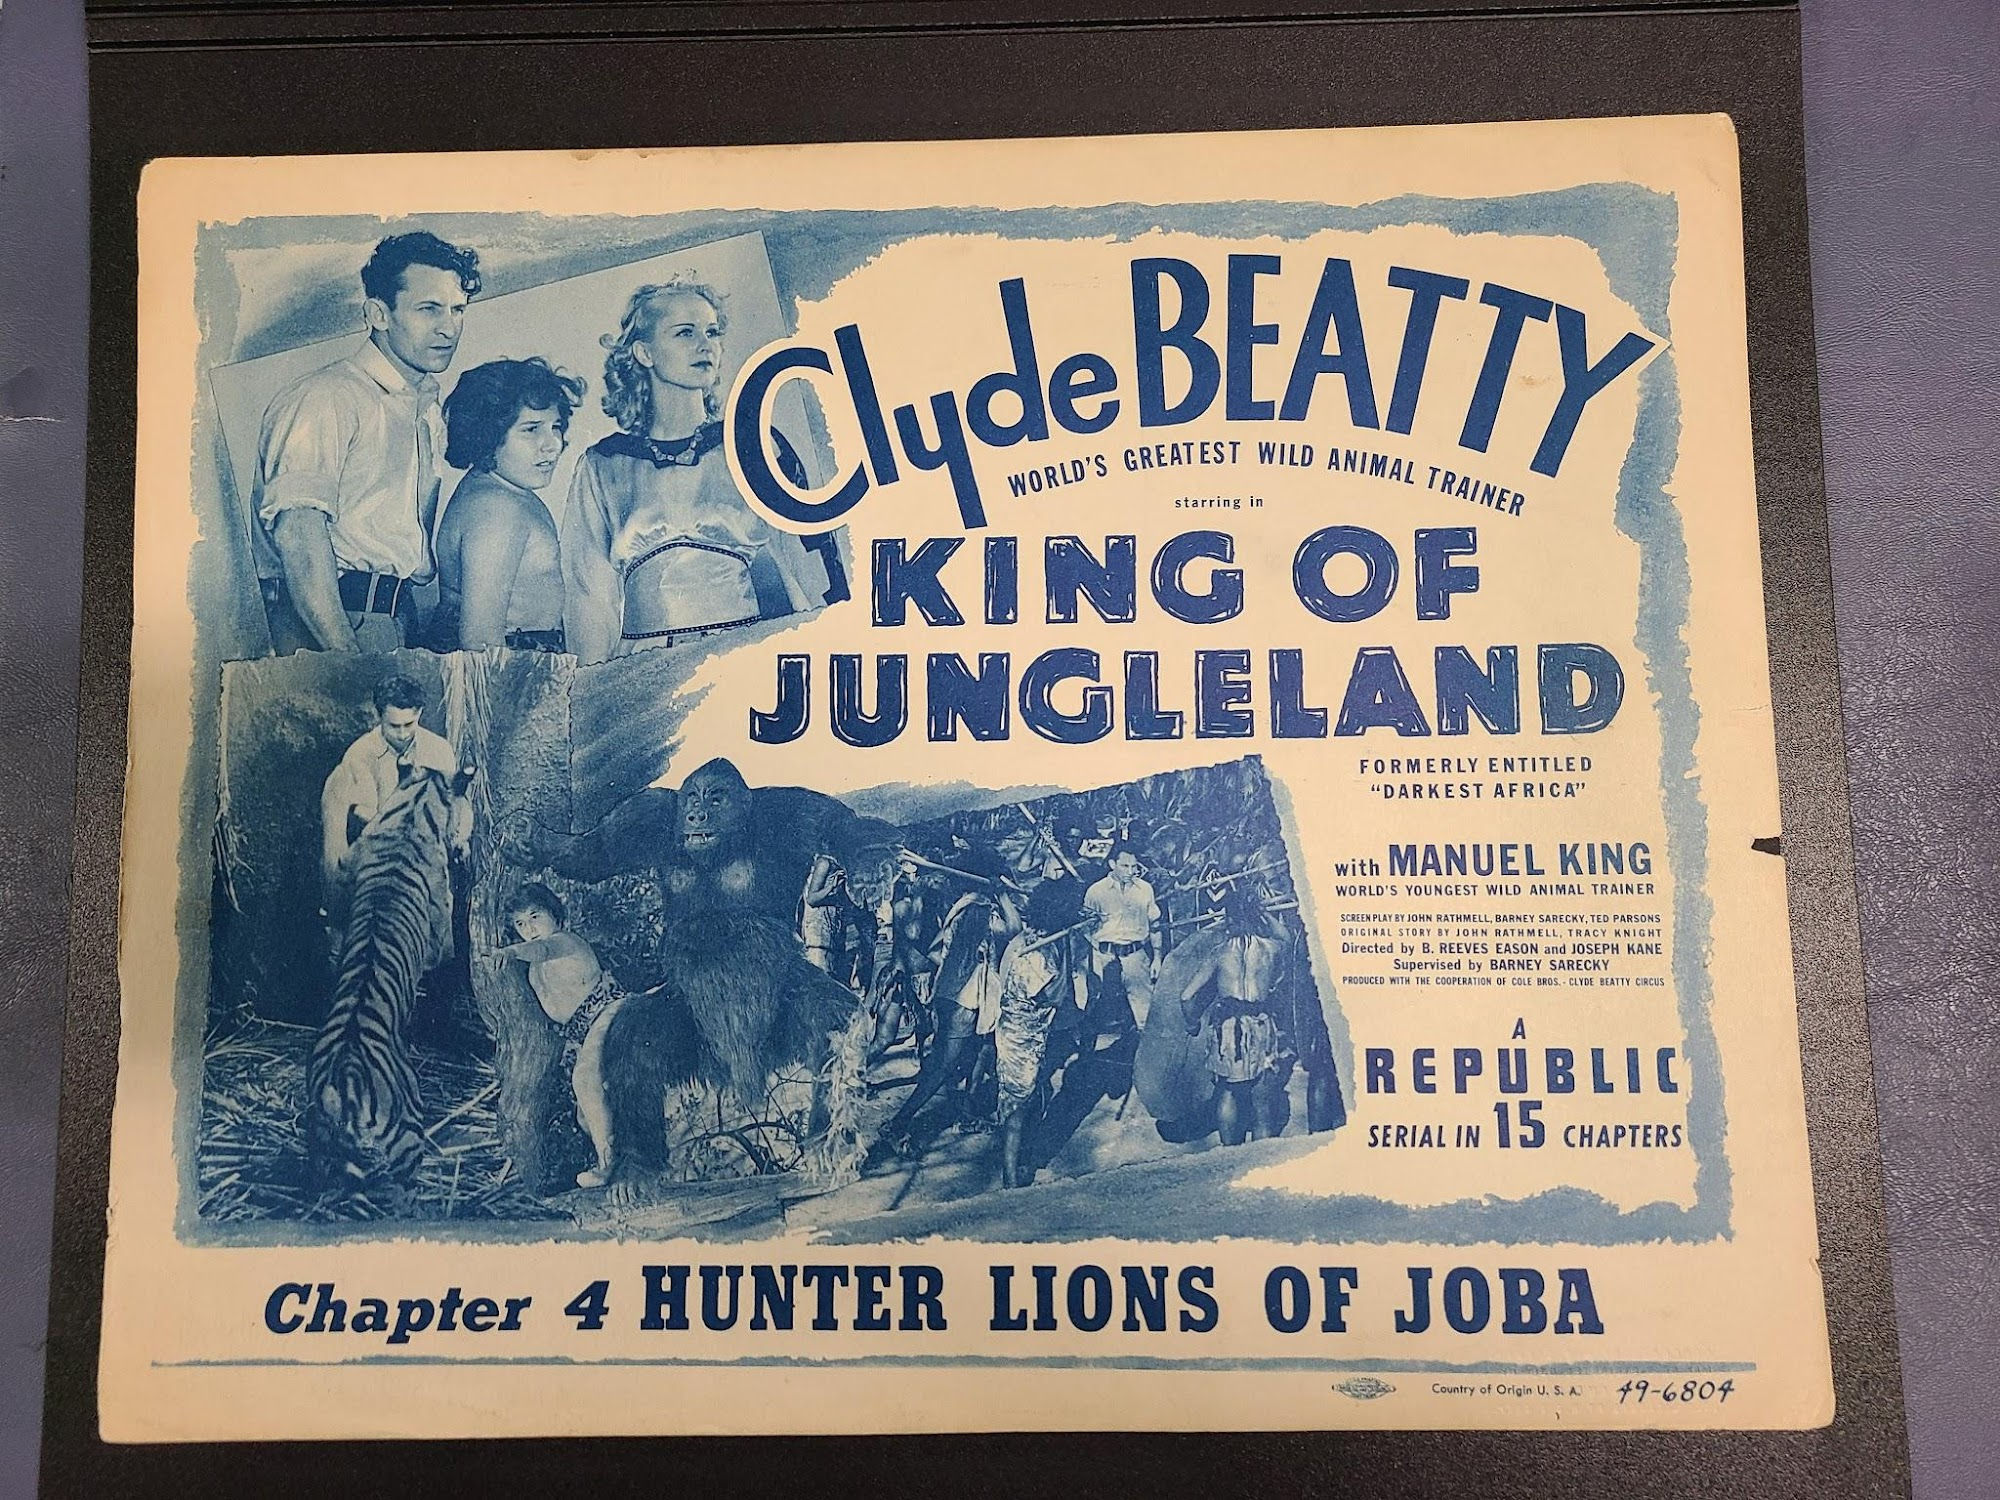 Clyde BEATTY
WORLD'S GREATEST WILD ANIMAL TRAINER
starring in
KING OF
JUNGLELAND
FORMERLY ENTITLED
"DARKEST AFRICA"
with MANUEL KING
WORLD'S YOUNGEST WILD ANIMAL TRAINER
SCREEN PLAY BY JOHN RATHMELL, BARNEY SARECKY, TED PARSONS
ORIGINAL STORY BY JOHN RATHMELL, TRACY KNIGHT
Directed by B. REEVES EASON and JOSEPH KANE
Supervised by BARNEY SARECKY
PRODUCED WITH THE COOPERATION OF COLE BROS. - CLYDE BEATTY CIRCUS
A
REPUBLIC
SERIAL IN 15 CHAPTERS
Chapter 4 HUNTER LIONS OF JOBA
Country of Origin U. S. A.
49-6804